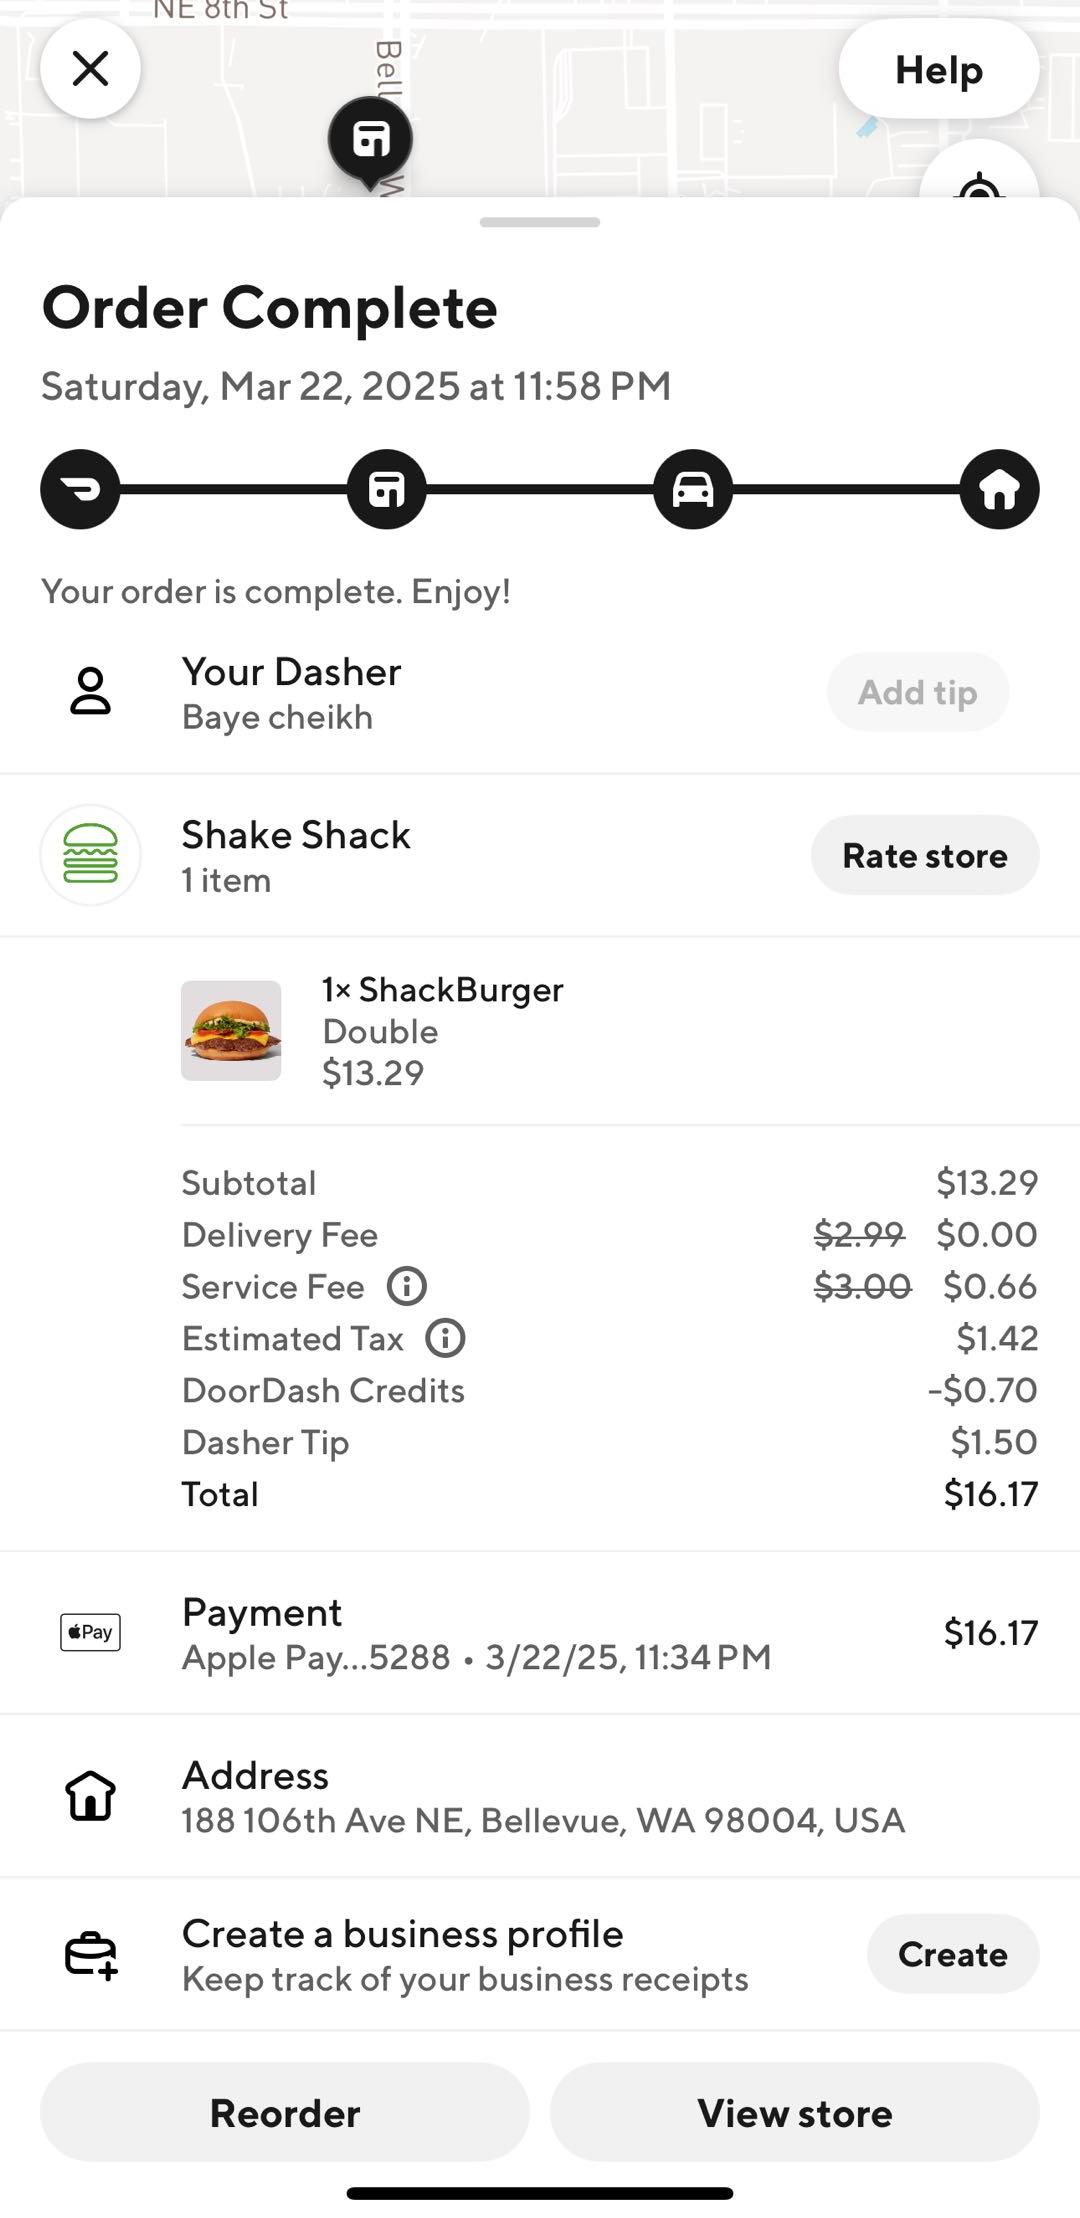 NE 8th St
Bell
W
Help
Order Complete
Saturday, Mar 22, 2025 at 11:58 PM
Your order is complete. Enjoy!
Your Dasher
Baye cheikh
Add tip
Shake Shack
1 item
Rate store
1× ShackBurger
Double
$13.29
Subtotal $13.29
Delivery Fee $2.99 $0.00
Service Fee $3.00 $0.66
Estimated Tax $1.42
DoorDash Credits -$0.70
Dasher Tip $1.50
Total $16.17
Payment
Apple Pay...5288 • 3/22/25, 11:34 PM
$16.17
Pay
Address
188 106th Ave NE, Bellevue, WA 98004, USA
Create a business profile
Keep track of your business receipts
Create
Reorder
View store